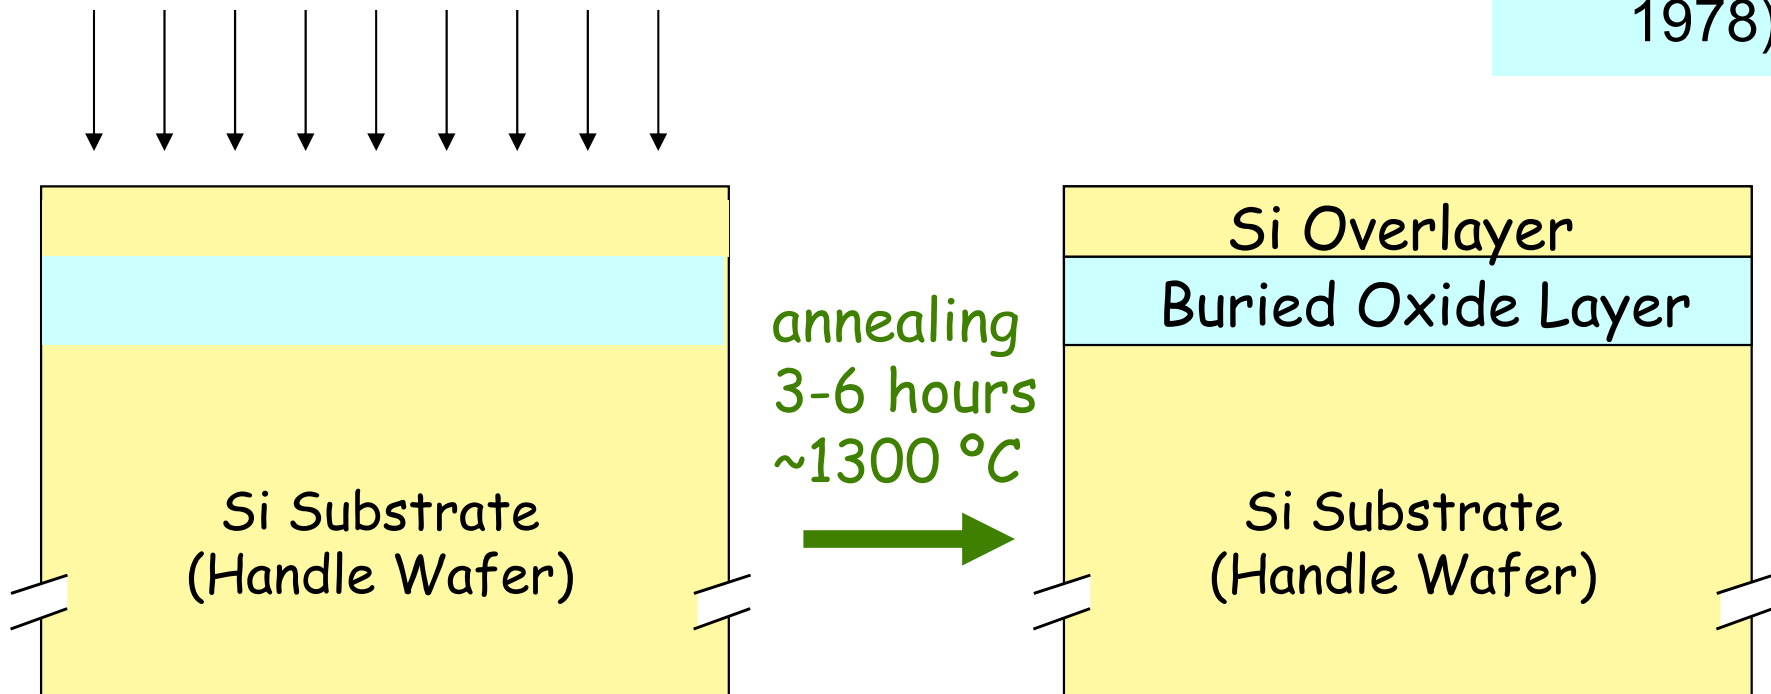 1978)
Si Overlayer
Buried Oxide Layer
annealing
3-6 hours
~1300 ºC
Si Substrate
(Handle Wafer)
Si Substrate
(Handle Wafer)